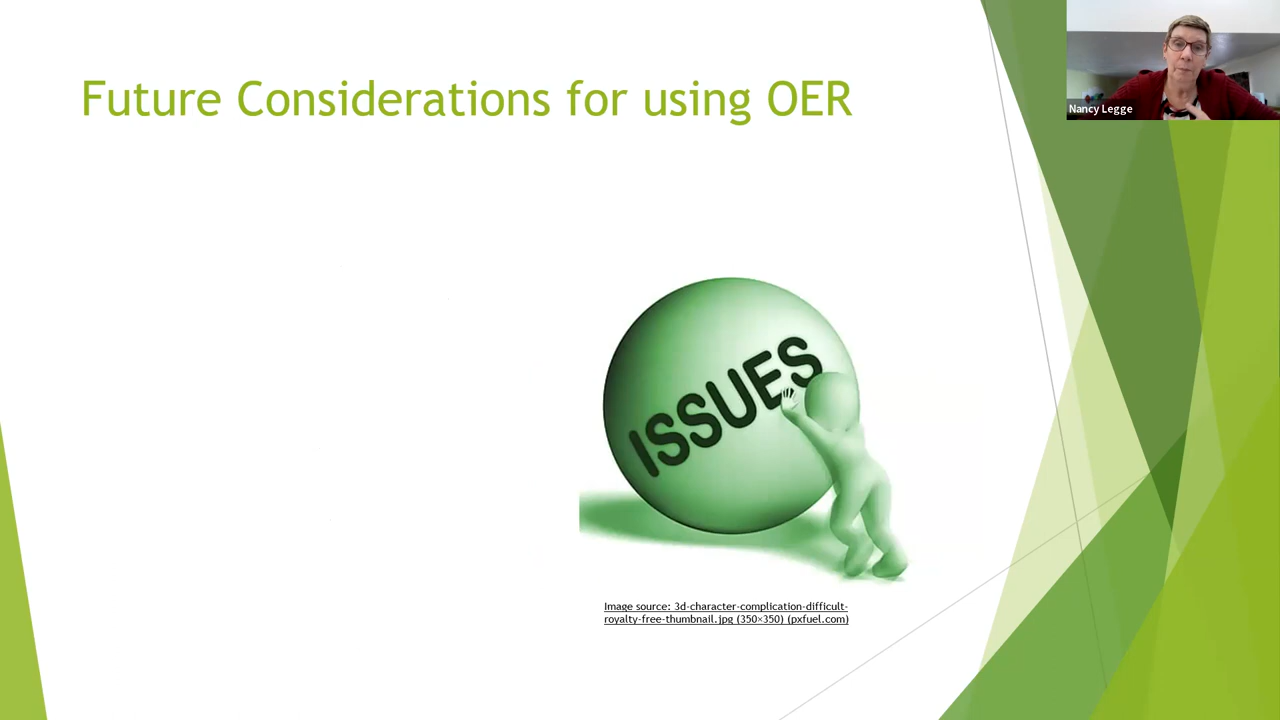 Future Considerations for using OER
Nancy Legge
ISSUES
Image source: 3d-character-complication-difficult-
royalty-free-thumbnail.jpg (350×350) (pxfuel.com)